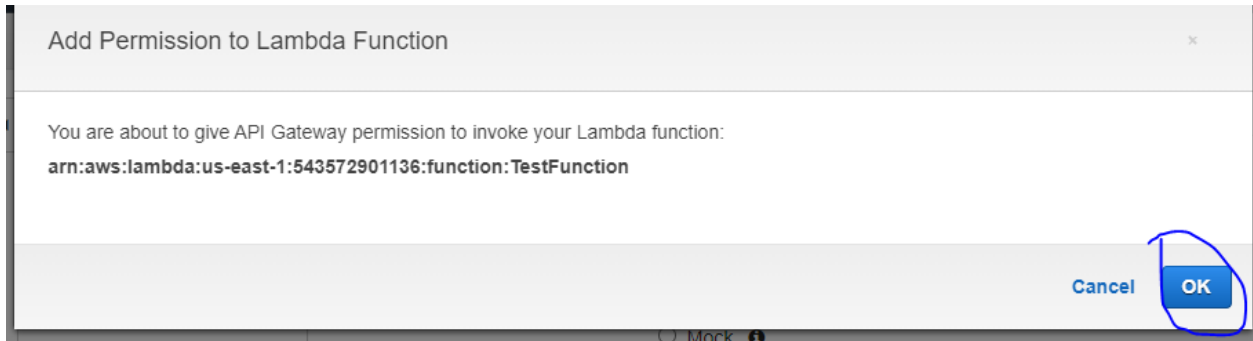 Add Permission to Lambda Function
×
You are about to give API Gateway permission to invoke your Lambda function:
arn:aws:lambda:us-east-1:543572901136:function:TestFunction
Cancel OK
Mock